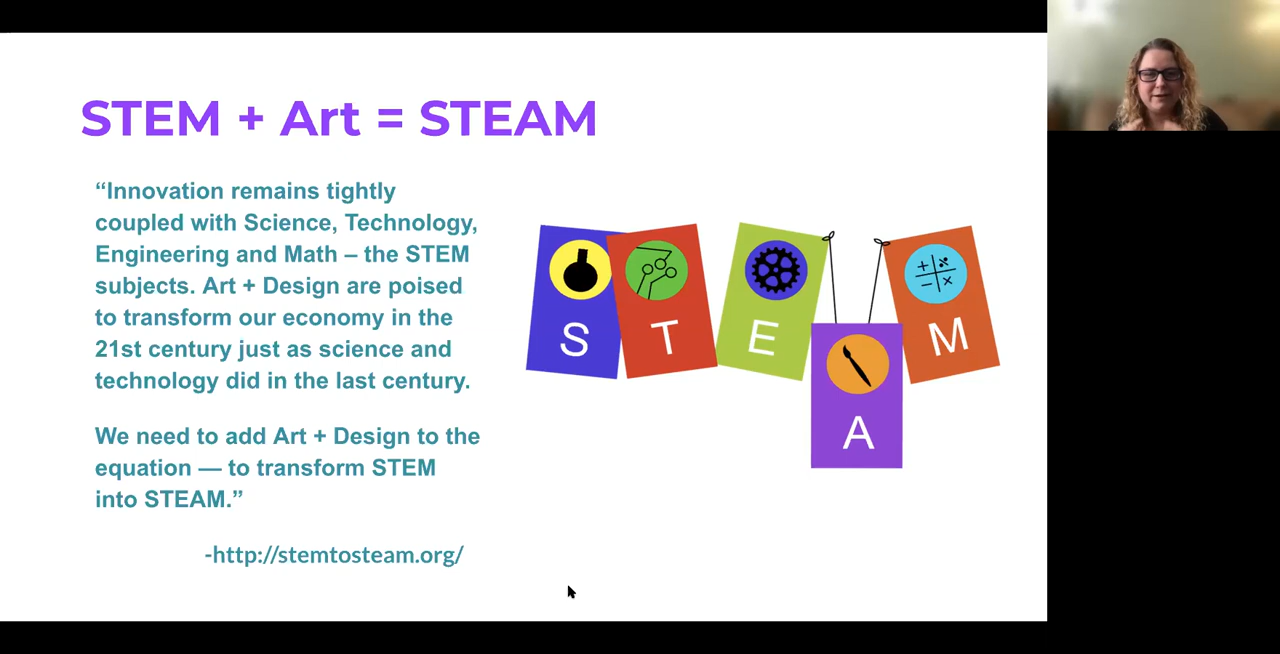 STEM + Art = STEAM
“Innovation remains tightly
coupled with Science, Technology,
Engineering and Math – the STEM
subjects. Art + Design are poised
to transform our economy in the
21st century just as science and
technology did in the last century.
We need to add Art + Design to the
equation — to transform STEM
into STEAM.”
-http://stemtosteam.org/
S T E A M